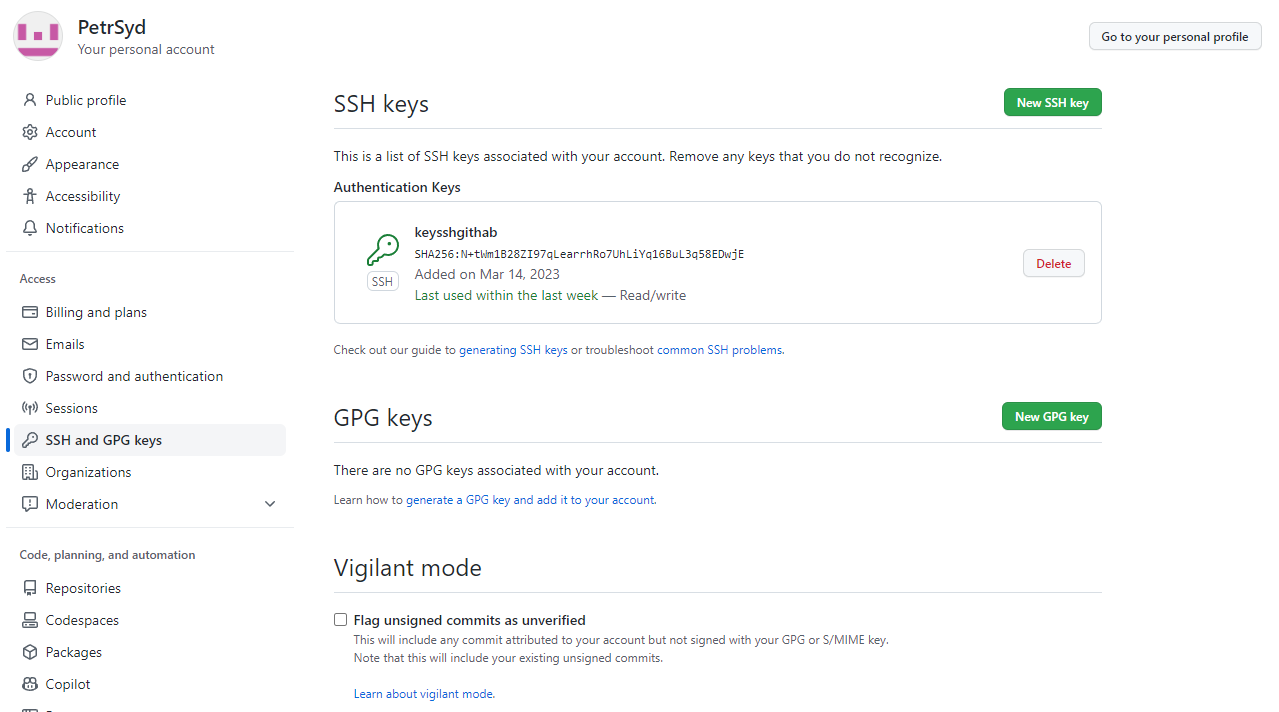 PetrSyd
Your personal account
Go to your personal profile
Public profile
Account
Appearance
Accessibility
Notifications
Access
Billing and plans
Emails
Password and authentication
Sessions
SSH and GPG keys
Organizations
Moderation
Code, planning, and automation
Repositories
Codespaces
Packages
Copilot
SSH keys
New SSH key
This is a list of SSH keys associated with your account. Remove any keys that you do not recognize.
Authentication Keys
keysshgithab
SHA256:N+tWm1B28ZI97qLearrhRo7UhLiYq16BuL3q58EDwjE
SSH
Added on Mar 14, 2023
Last used within the last week — Read/write
Delete
Check out our guide to generating SSH keys or troubleshoot common SSH problems.
GPG keys
New GPG key
There are no GPG keys associated with your account.
Learn how to generate a GPG key and add it to your account.
Vigilant mode
Flag unsigned commits as unverified
This will include any commit attributed to your account but not signed with your GPG or S/MIME key.
Note that this will include your existing unsigned commits.
Learn about vigilant mode.